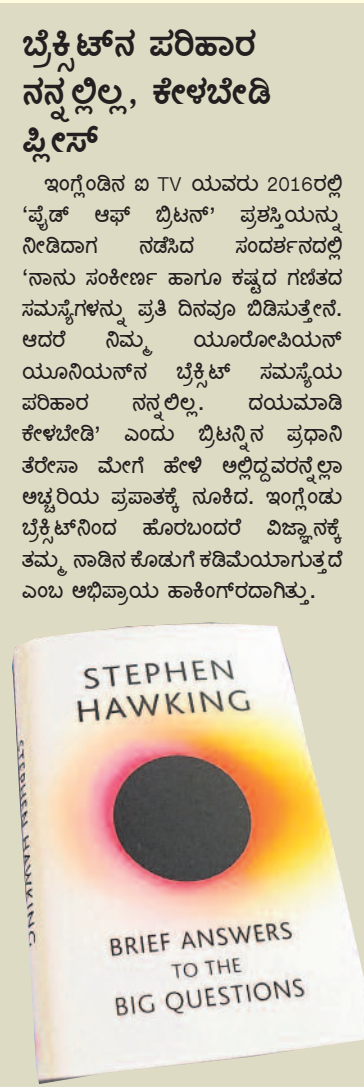 ಬ್ರೆಕ್ಸಿಟ್‌ನ ಪರಿಹಾರ
ನನ್ನಲ್ಲಿಲ್ಲ, ಕೇಳಬೇಡಿ
ಪ್ಲೀಸ್
ಇಂಗ್ಲೆಂಡಿನ ಐ TV ಯವರು 2016ರಲ್ಲಿ
‘ಪ್ರೈಡ್ ಆಫ್ ಬ್ರಿಟನ್’ ಪ್ರಶಸ್ತಿಯನ್ನು
ನೀಡಿದಾಗ ನಡೆಸಿದ ಸಂದರ್ಶನದಲ್ಲಿ
‘ನಾನು ಸಂಕೀರ್ಣ ಹಾಗೂ ಕಷ್ಟದ ಗಣಿತದ
ಸಮಸ್ಯೆಗಳನ್ನು ಪ್ರತಿ ದಿನವೂ ಬಿಡಿಸುತ್ತೇನೆ.
ಆದರೆ ನಿಮ್ಮ ಯೂರೋಪಿಯನ್
ಯೂನಿಯನ್‌ನ ಬ್ರೆಕ್ಸಿಟ್ ಸಮಸ್ಯೆಯ
ಪರಿಹಾರ ನನ್ನಲಿಲ್ಲ. ದಯಮಾಡಿ
ಕೇಳಬೇಡಿ’ ಎಂದು ಬ್ರಿಟನ್ನಿನ ಪ್ರಧಾನಿ
ತೆರೇಸಾ ಮೇಗೆ ಹೇಳಿ ಅಲ್ಲಿದ್ದವರನ್ನೆಲ್ಲಾ
ಅಚ್ಚರಿಯ ಪ್ರಪಾತಕ್ಕೆ ನೂಕಿದ. ಇಂಗ್ಲೆಂಡು
ಬ್ರೆಕ್ಸಿಟ್‌ನಿಂದ ಹೊರಬಂದರೆ ವಿಜ್ಞಾನಕ್ಕೆ
ತಮ್ಮ ನಾಡಿನ ಕೊಡುಗೆ ಕಡಿಮೆಯಾಗುತ್ತದೆ
ಎಂಬ ಅಭಿಪ್ರಾಯ ಹಾಕಿಂಗ್‌ರದಾಗಿತ್ತು.
STEPHEN
HAWKING
STEPHEN HAWKING
BRIEF ANSWERS
TO THE
BIG QUESTIONS